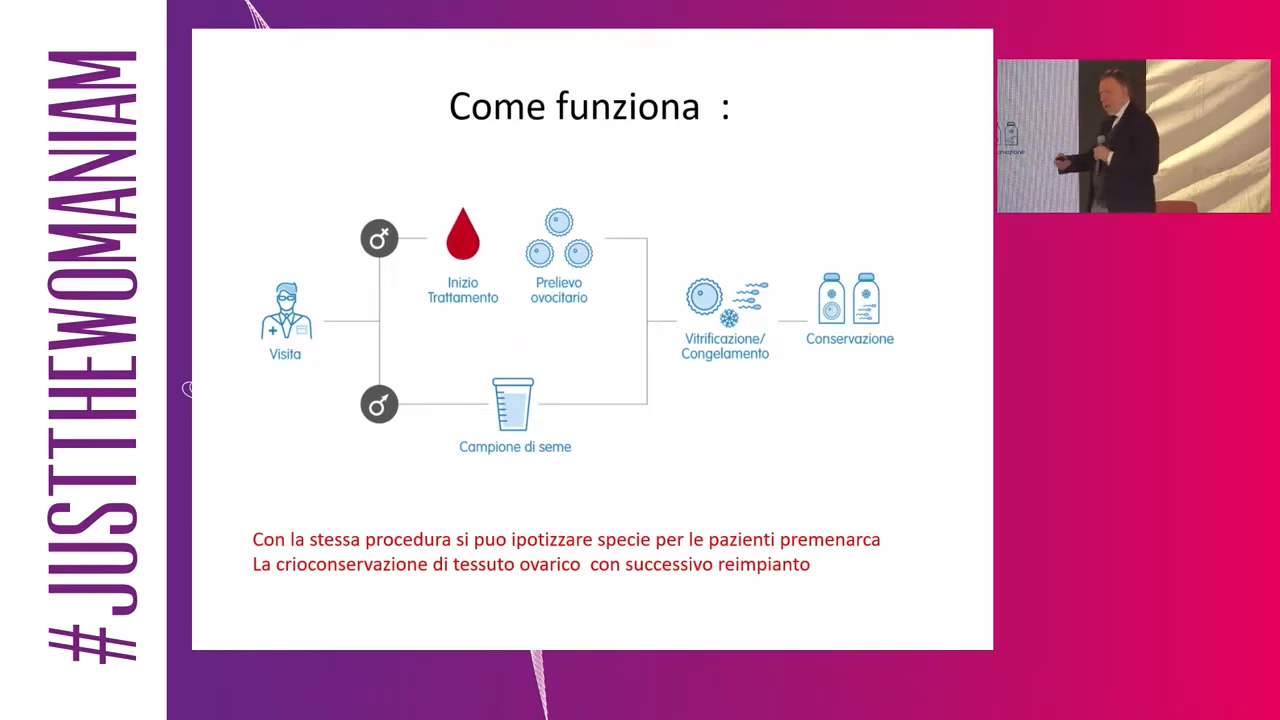 #JUSTTHEWOMANIAM
Come funziona :
Inizio
Trattamento
Prelievo
ovocitario
Visita
Vitrificazione/
Congelamento
Conservazione
Campione di seme
Con la stessa procedura si puo ipotizzare specie per le pazienti premenarca
La crioconservazione di tessuto ovarico con successivo reimpianto